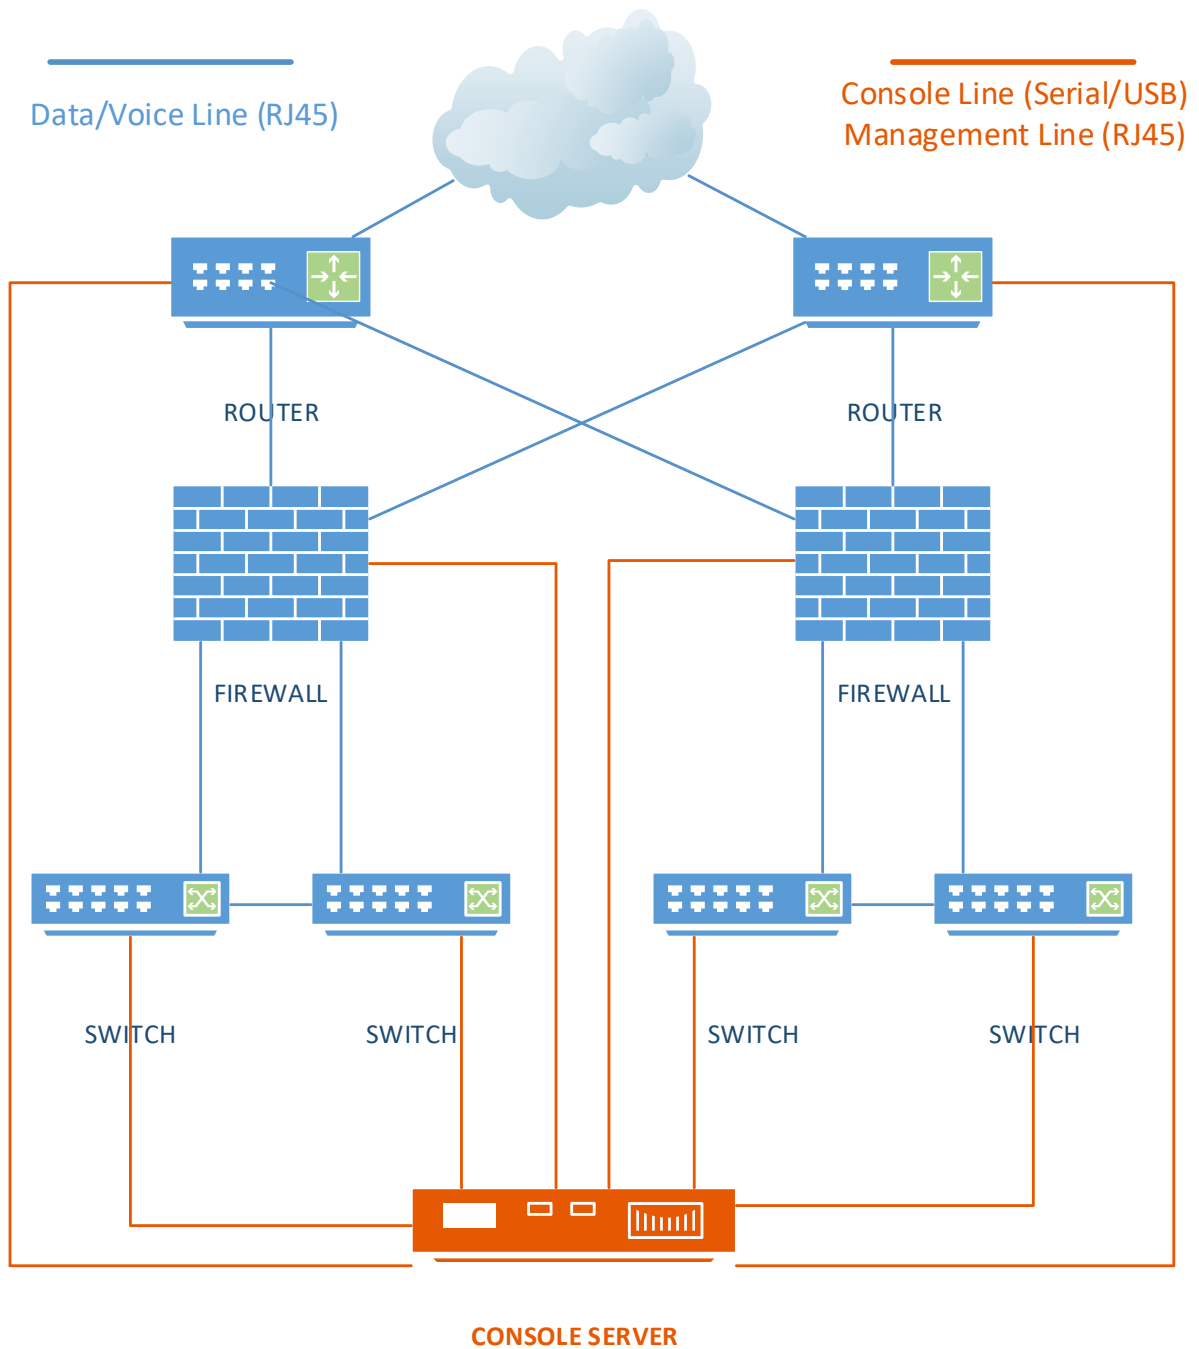 Data/Voice Line (RJ45)
Console Line (Serial/USB)
Management Line (RJ45)
ROUTER
ROUTER
FIREWALL
FIREWALL
SWITCH
SWITCH
SWITCH
SWITCH
CONSOLE SERVER